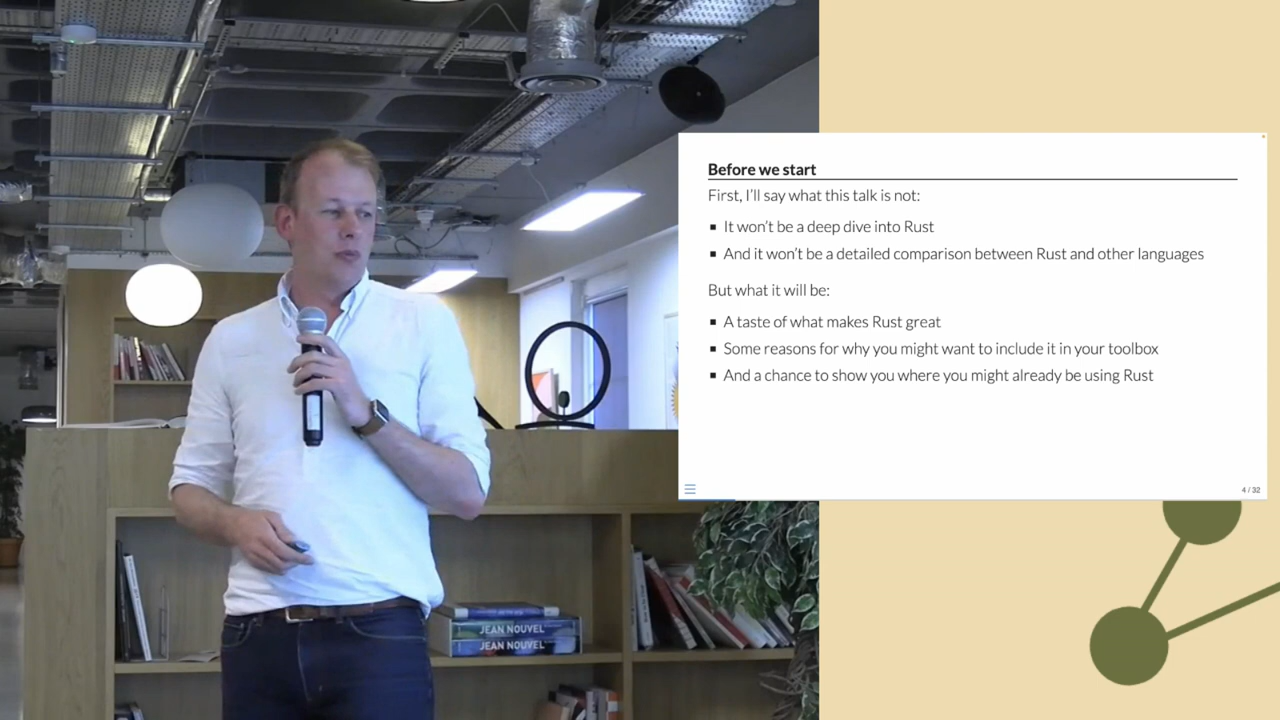 Before we start
First, I'll say what this talk is not:
▪ It won't be a deep dive into Rust
▪ And it won't be a detailed comparison between Rust and other languages
But what it will be:
▪ A taste of what makes Rust great
▪ Some reasons for why you might want to include it in your toolbox
▪ And a chance to show you where you might already be using Rust
4 / 32
JEAN NOUVEL
JEAN NOUVEL